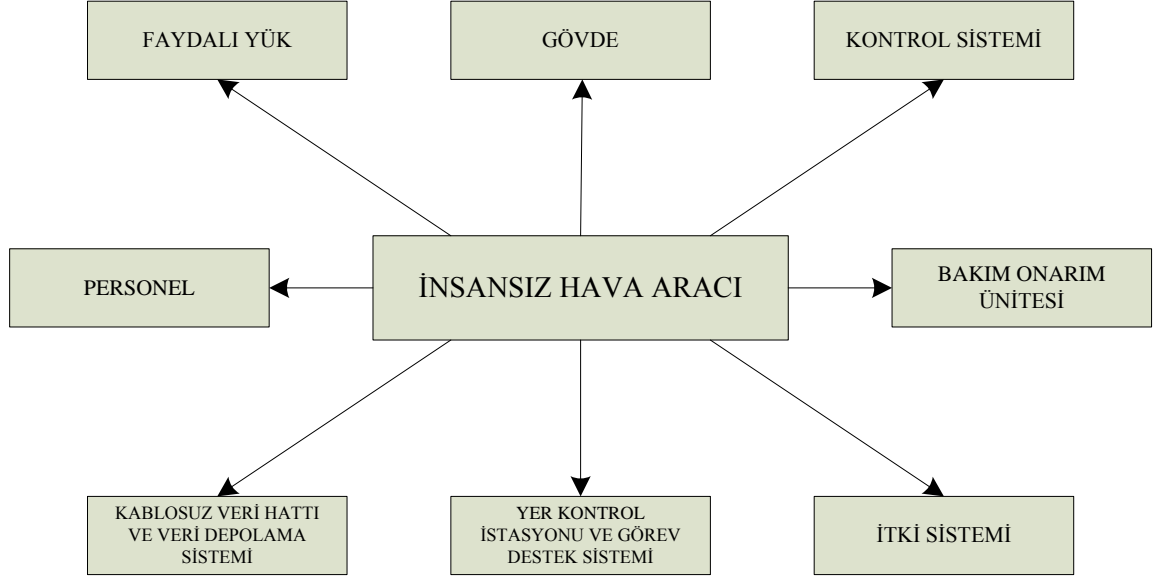 FAYDALI YÜK
GÖVDE
KONTROL SİSTEMİ
PERSONEL
İNSANSIZ HAVA ARACI
BAKIM ONARIM
ÜNİTESİ
KABLOSUZ VERİ HATTI
VE VERİ DEPOLAMA
SİSTEMİ
YER KONTROL
İSTASYONU VE GÖREV
DESTEK SİSTEMİ
İTKİ SİSTEMİ